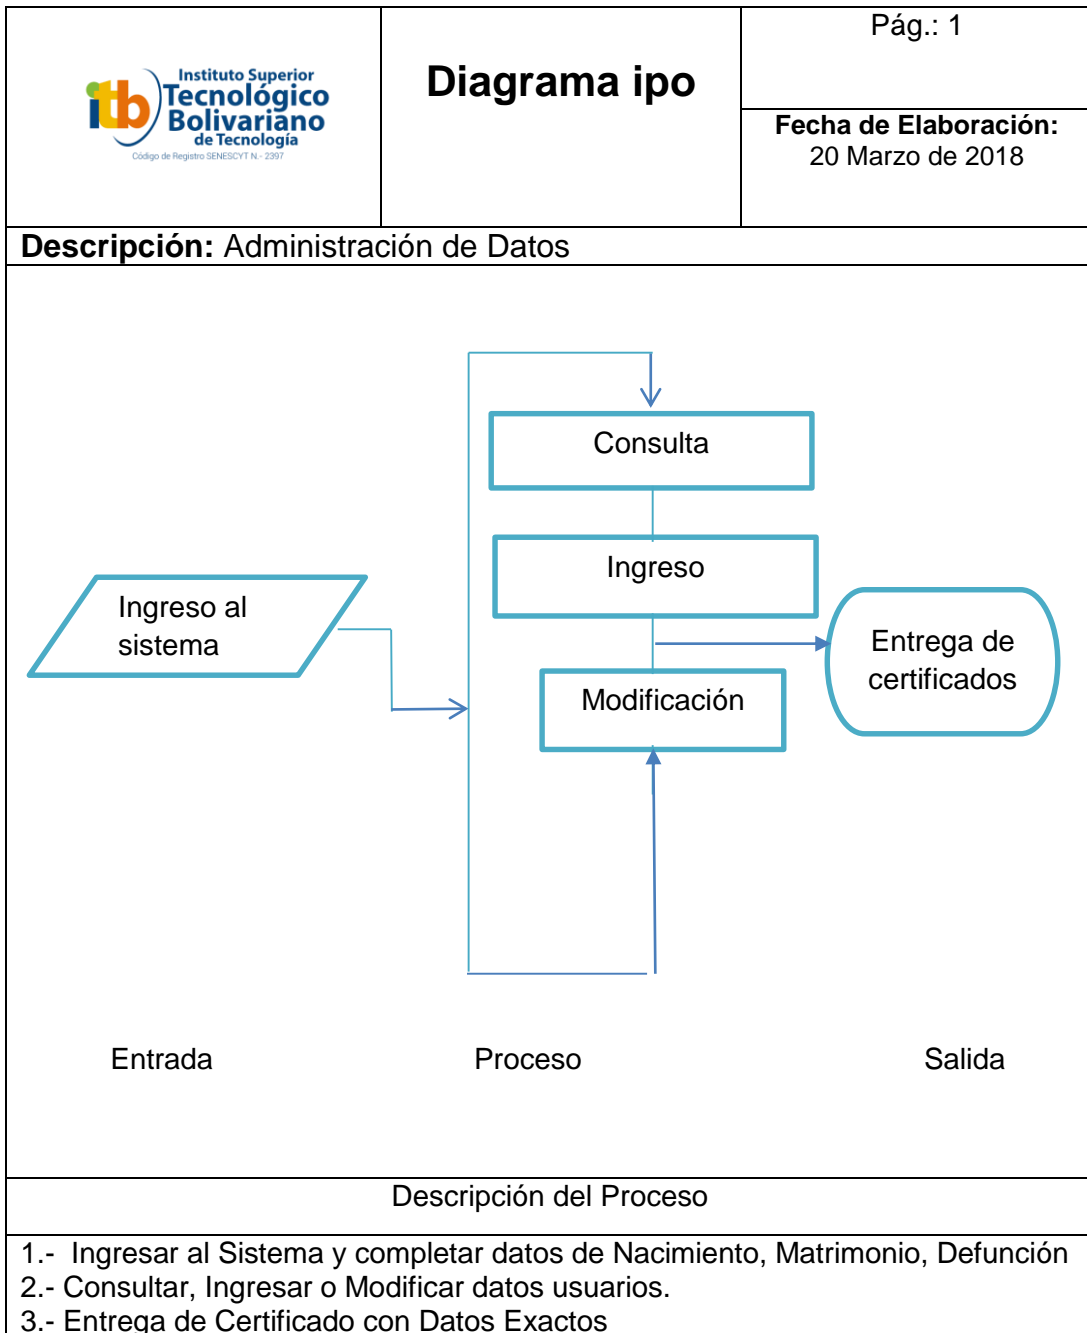 itb
Instituto Superior
Tecnológico
Bolivariano
de Tecnología
Código de Registro SENESCYT N.- 2397
Diagrama ipo
Pág.: 1
Fecha de Elaboración:
20 Marzo de 2018
Descripción: Administración de Datos
Consulta
Ingreso
Ingreso al
sistema
Modificación
Entrega de
certificados
Entrada
Proceso
Salida
Descripción del Proceso
1.- Ingresar al Sistema y completar datos de Nacimiento, Matrimonio, Defunción
2.- Consultar, Ingresar o Modificar datos usuarios.
3.- Entrega de Certificado con Datos Exactos